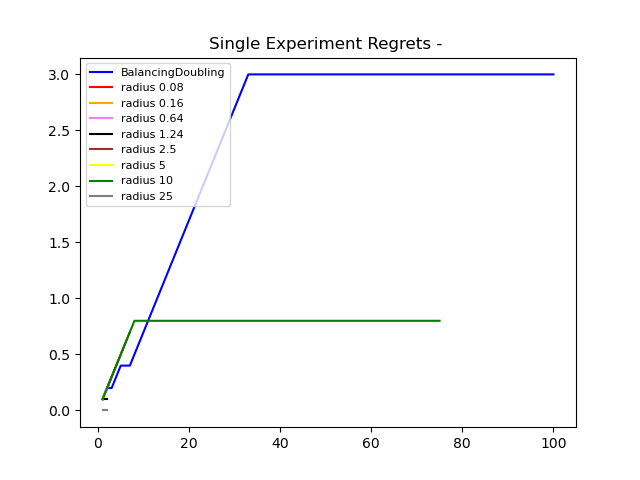 Single Experiment Regrets -
3.0
2.5
2.0
1.5
1.0
0.5
0.0
BalancingDoubling
radius 0.08
radius 0.16
radius 0.64
radius 1.24
radius 2.5
radius 5
radius 10
radius 25
0 20 40 60 80 100